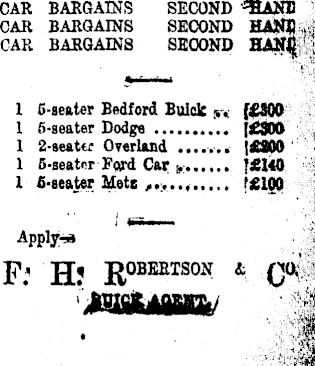 CAR BARGAINS SECOND HAND
CAR BARGAINS SECOND HAND
CAR BARGAINS SECOND HAND
1 5-seater Bedford Buick .. £300
1 5-seater Dodge .......... £300
1 2-seater Overland ....... £200
1 5-seater Ford Car ....... £140
1 5-seater Metz ........... £100
Apply—
F. H. ROBERTSON & CO.
BUICK AGENT,